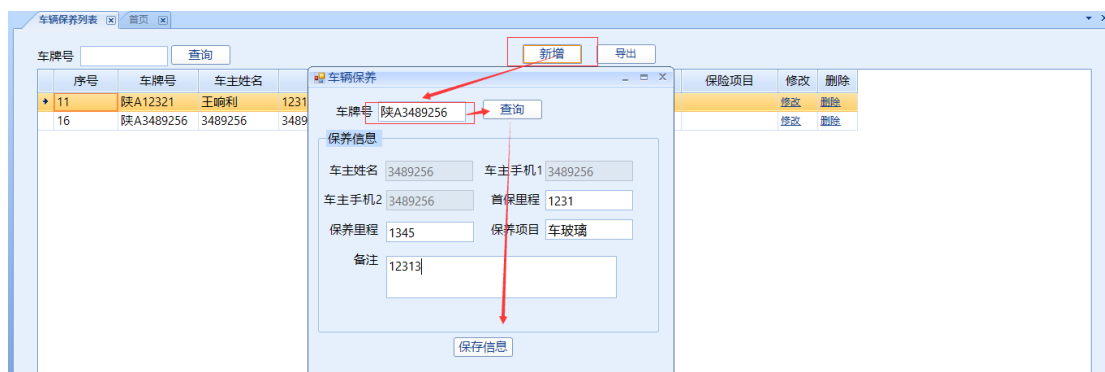 车辆保养列表 首页
车牌号 查询 新增 导出
序号 车牌号 车主姓名 保险项目 修改 删除
11 陕A12321 王响利 1231 修改 删除
16 陕A3489256 3489256 3489 修改 删除
车辆保养
车牌号 陕A3489256 查询
保养信息
车主姓名 3489256 车主手机1 3489256
车主手机2 3489256 首保里程 1231
保养里程 1345 保养项目 车玻璃
备注 12313
保存信息